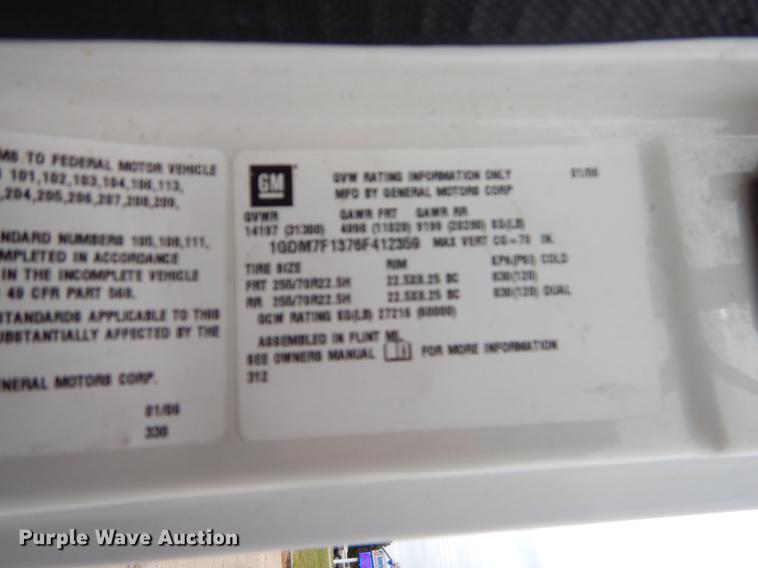 MS TO FEDERAL MOTOR VEHICLE
101,102,103,104,106,113,
,204,205,206,207,208,209,
NDARD NUMBERS 105,106,111,
MPLETED IN ACCORDANCE
IN THE INCOMPLETE VEHICLE
49 CFR PART 568.
STANDARDS APPLICABLE TO THIS
UBSTANTIALLY AFFECTED BY THE
ENERAL MOTORS CORP.
01/06
338
GM
GVW RATING INFORMATION ONLY 01/06
MFD BY GENERAL MOTORS CORP
GVWR GAWR FRT GAWR RR
14197 (31300) (11020) 9199 (20280) KG(LB)
1GDM7F1376F412359 MAX VERT CG=70 IN.
TIRE SIZE RIM KPA(PSI) COLD
FRT 255/70R22.5H 22.5X8.25 DC 830(120)
RR 255/70R22.5H 22.5X8.25 DC 830(120) DUAL
GCW RATING KG(LB) 27216 (60000)
ASSEMBLED IN FLINT MI.
SEE OWNERS MANUAL FOR MORE INFORMATION
312
Purple Wave Auction